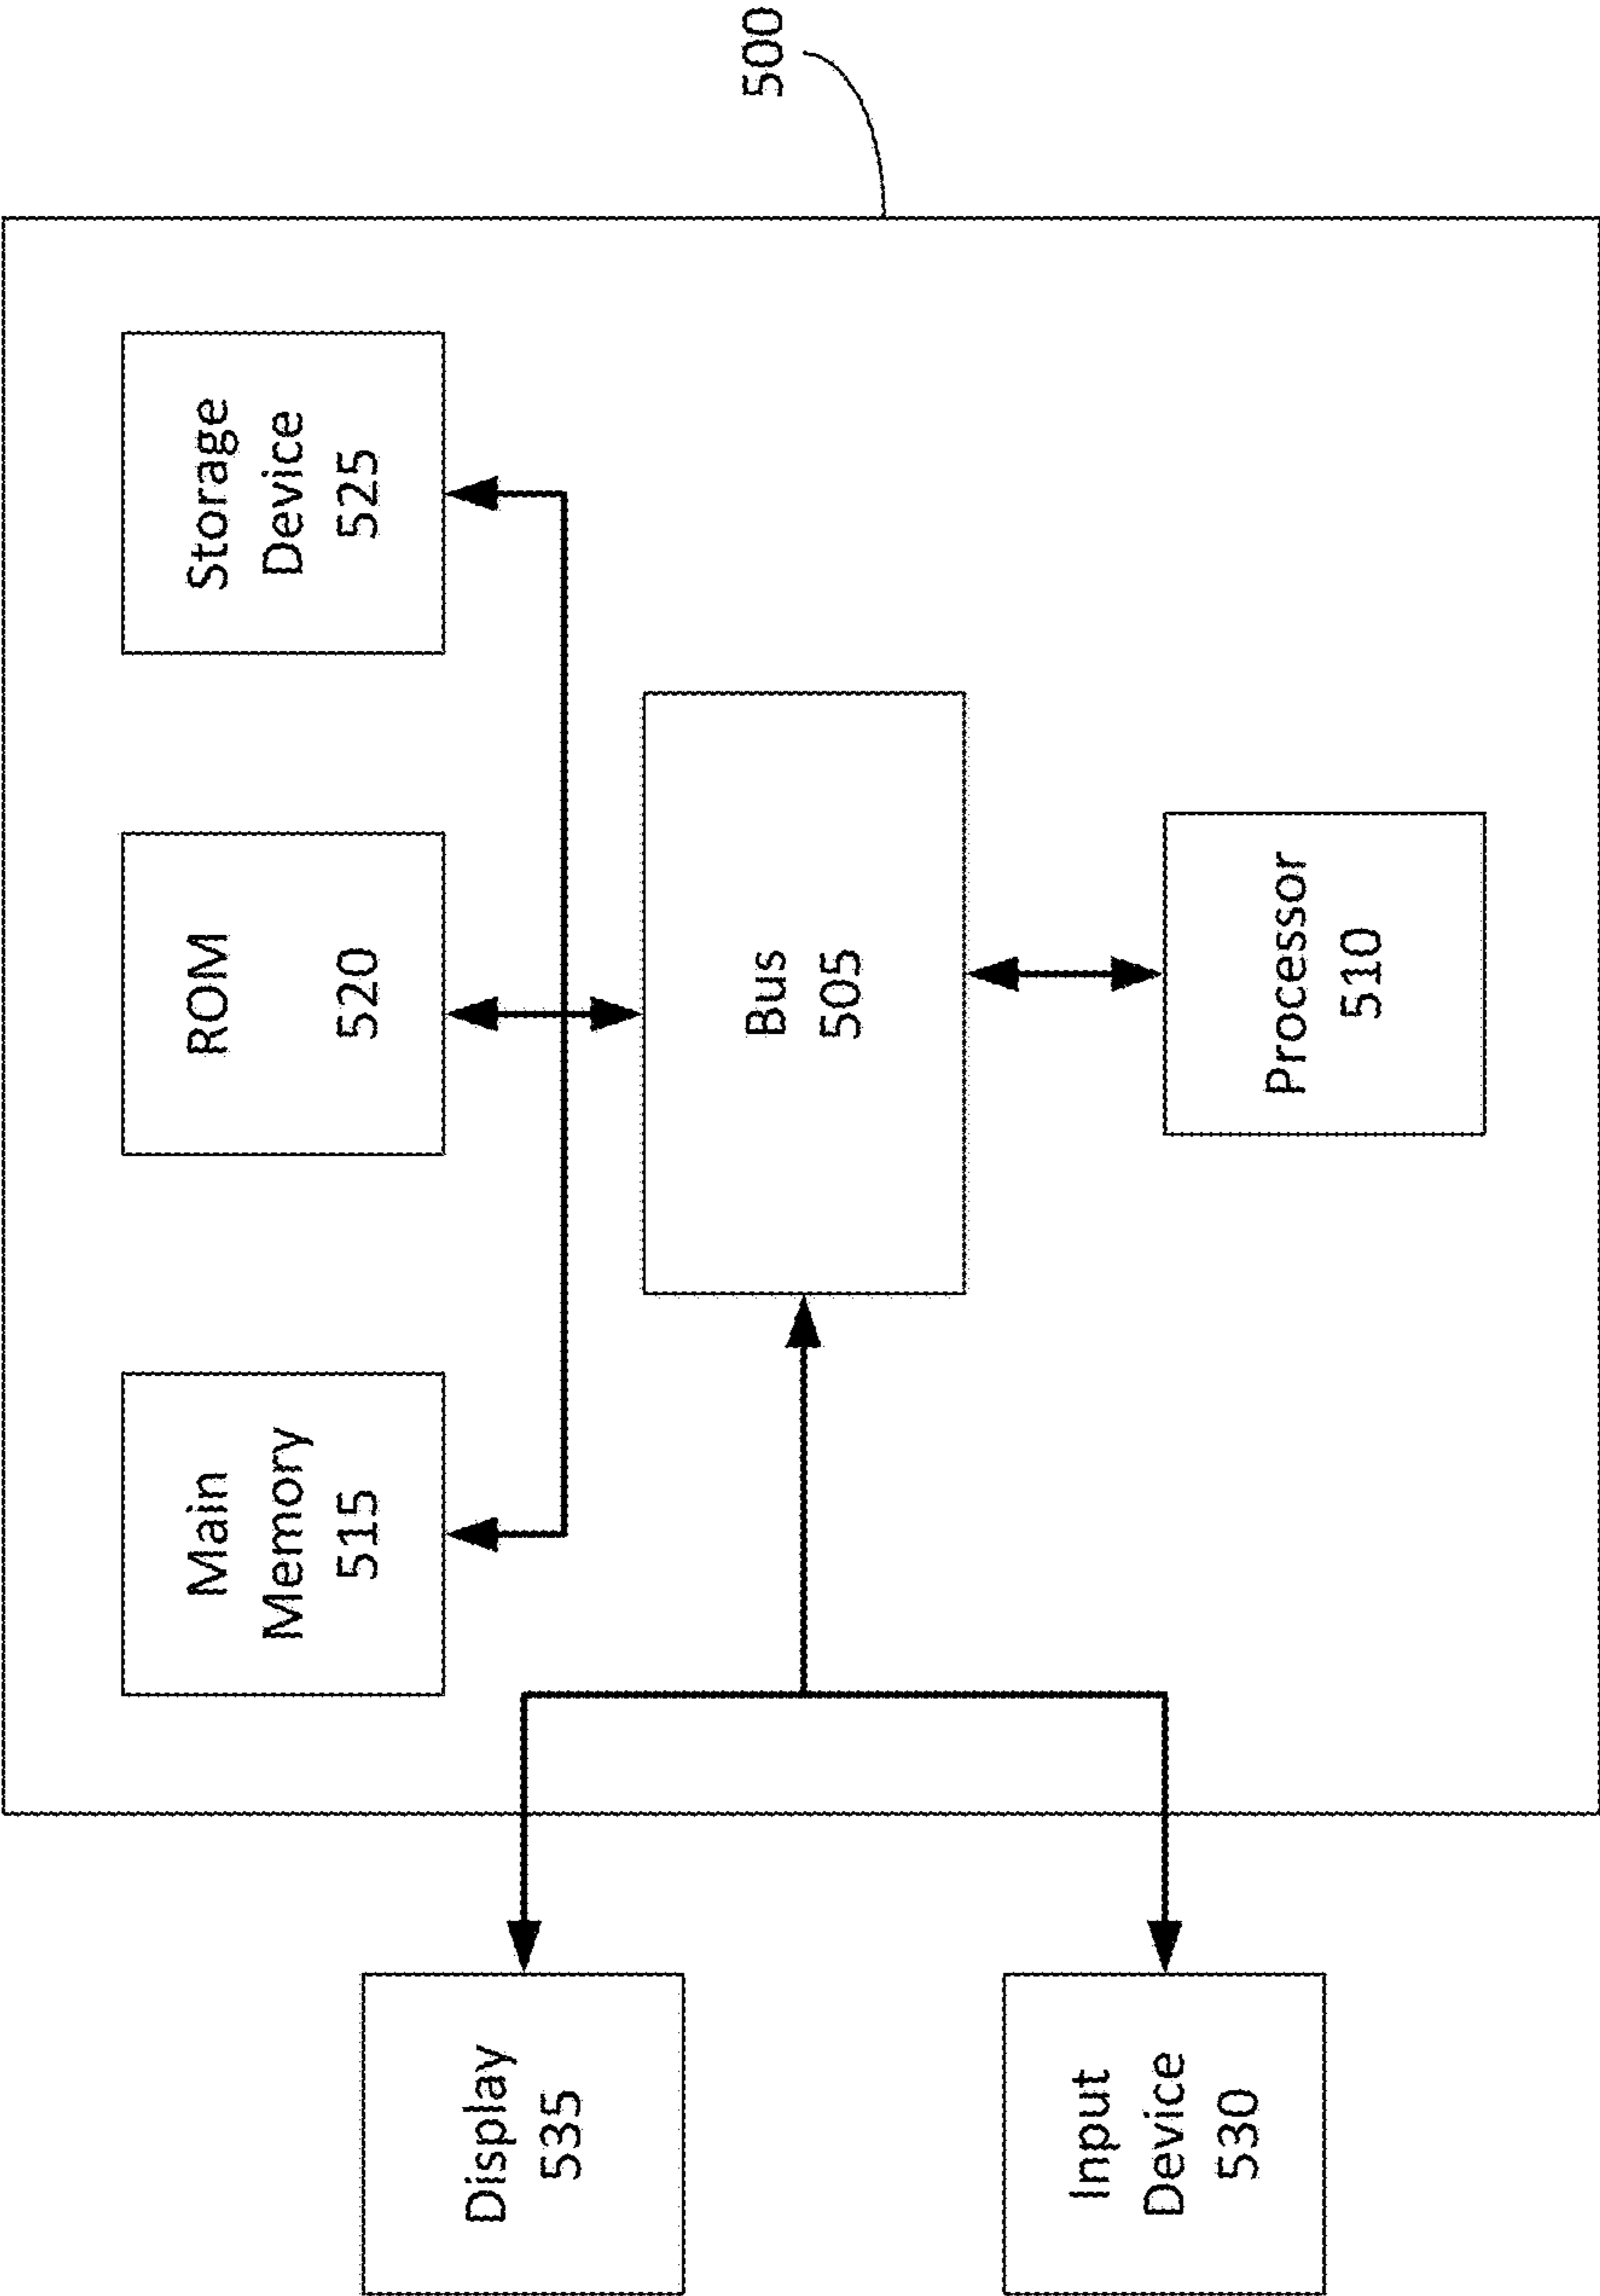 500
Main
Memory
515
ROM
520
Storage
Device
525
Display
535
Bus
505
Input
Device
530
Processor
510